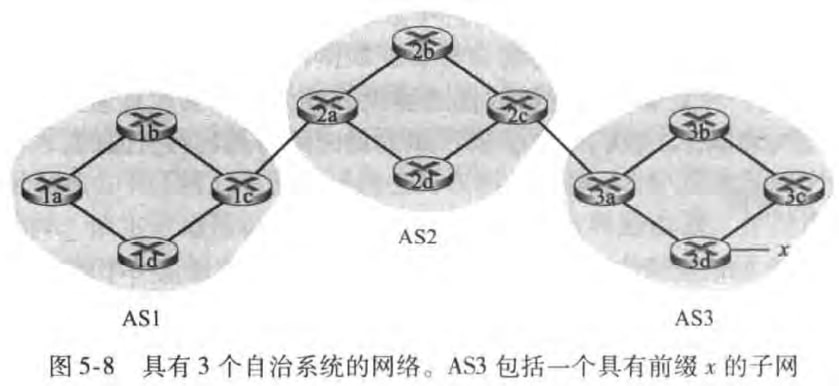 2b
1b
2a
2c
3b
1a
1c
2d
3a
3c
1d
3d
x
AS2
AS1
AS3
图 5-8 具有 3 个自治系统的网络。AS3 包括一个具有前缀 x 的子网